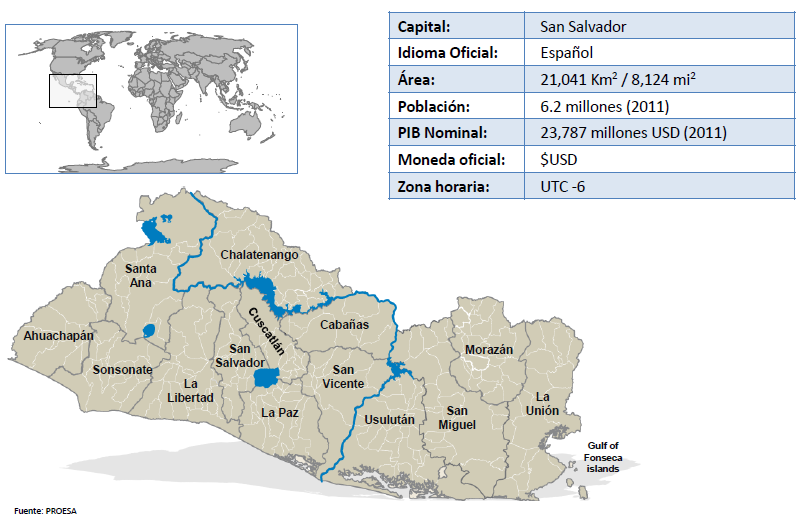 Capital: San Salvador
Idioma Oficial: Español
Área: 21,041 Km² / 8,124 mi²
Población: 6.2 millones (2011)
PIB Nominal: 23,787 millones USD (2011)
Moneda oficial: $USD
Zona horaria: UTC -6
Chalatenango
Santa
Ana
Cuscatlán
Cabañas
Ahuachapán
Morazán
San
Salvador
Sonsonate
San
Vicente
La
Libertad
La
Unión
La Paz
Usulután
San
Miguel
Gulf of
Fonseca
islands
Fuente: PROESA